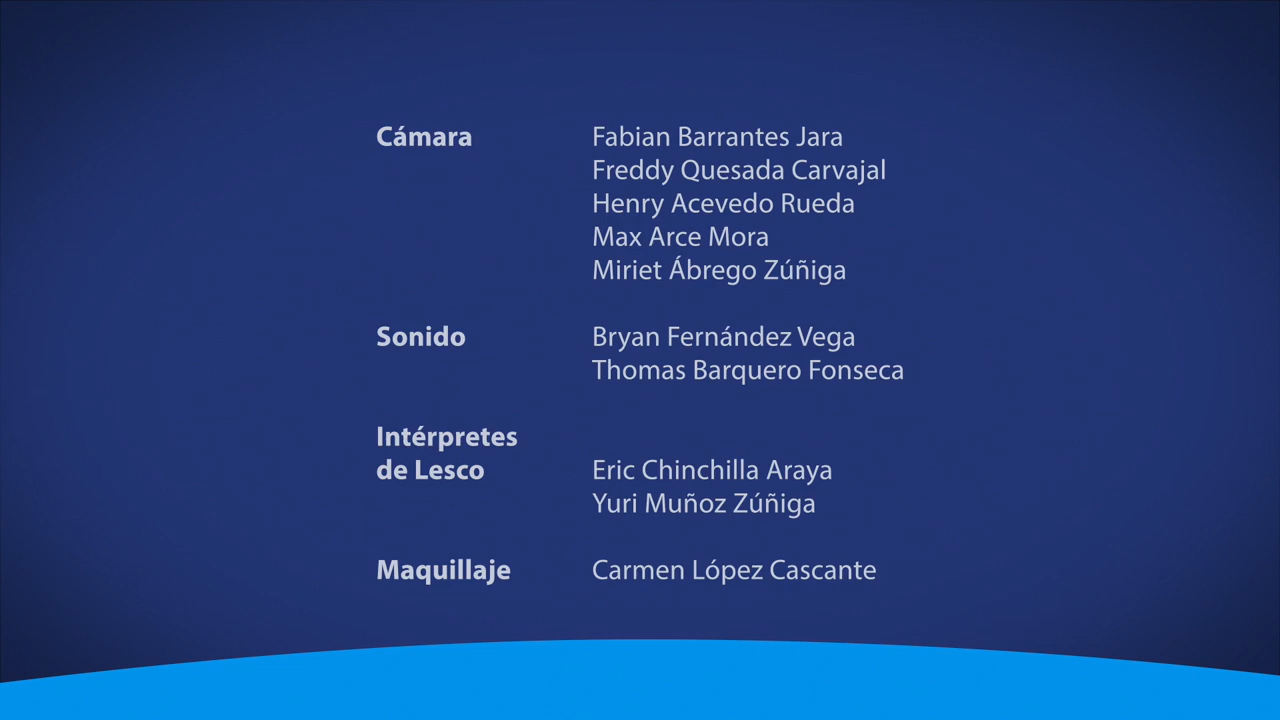 Cámara Fabian Barrantes Jara
Freddy Quesada Carvajal
Henry Acevedo Rueda
Max Arce Mora
Miriet Ábrego Zúñiga
Sonido Bryan Fernández Vega
Thomas Barquero Fonseca
Intérpretes
de Lesco Eric Chinchilla Araya
Yuri Muñoz Zúñiga
Maquillaje Carmen López Cascante